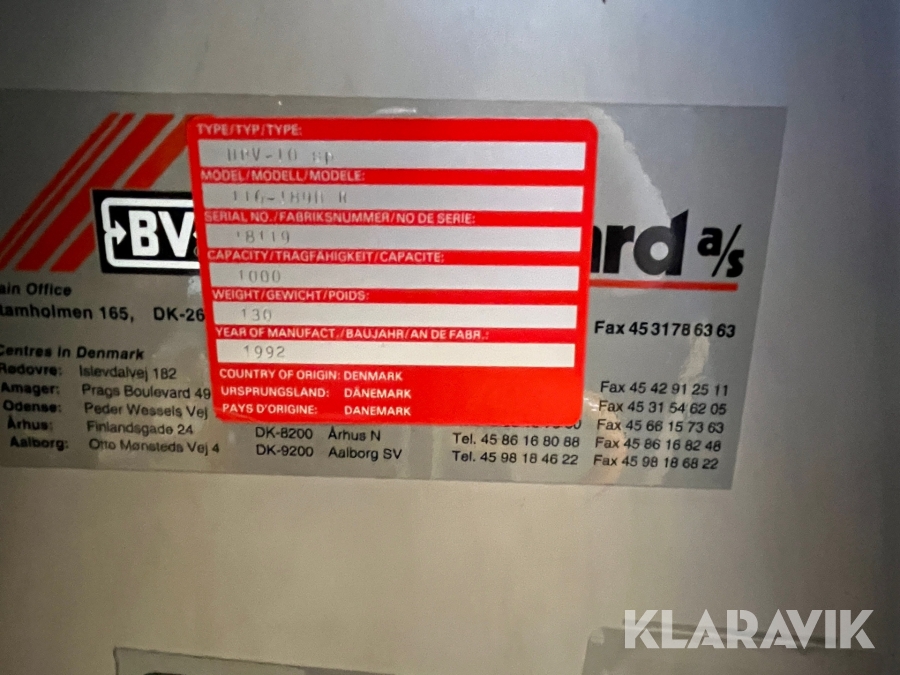 TYPE/TYP/TYPE:
MODEL/MODELL/MODELE:
SERIAL NO./FABRIKSNUMMER/NO DE SERIE:
18119
CAPACITY/TRAGFÄHIGKEIT/CAPACITE:
1000
WEIGHT/GEWICHT/POIDS:
130
YEAR OF MANUFACT./BAUJAHR/AN DE FABR.:
1992
COUNTRY OF ORIGIN: DENMARK
URSPRUNGSLAND: DÄNEMARK
PAYS D'ORIGINE: DANEMARK
BV
ard a/s
ain Office
tamholmen 165, DK-26
Fax 45 31 78 63 63
Centres in Denmark
Rødovre: Islevdalvej 182
Fax 45 42 91 25 11
Amager: Prags Boulevard 49
Fax 45 31 54 62 05
Odense: Peder Wessels Vej
Fax 45 66 15 73 63
Århus: Finlandsgade 24 DK-8200 Århus N Tel. 45 86 16 80 88 Fax 45 86 16 82 48
Aalborg: Otto Mønsteds Vej 4 DK-9200 Aalborg SV Tel. 45 98 18 46 22 Fax 45 98 18 68 22
KLARAVIK